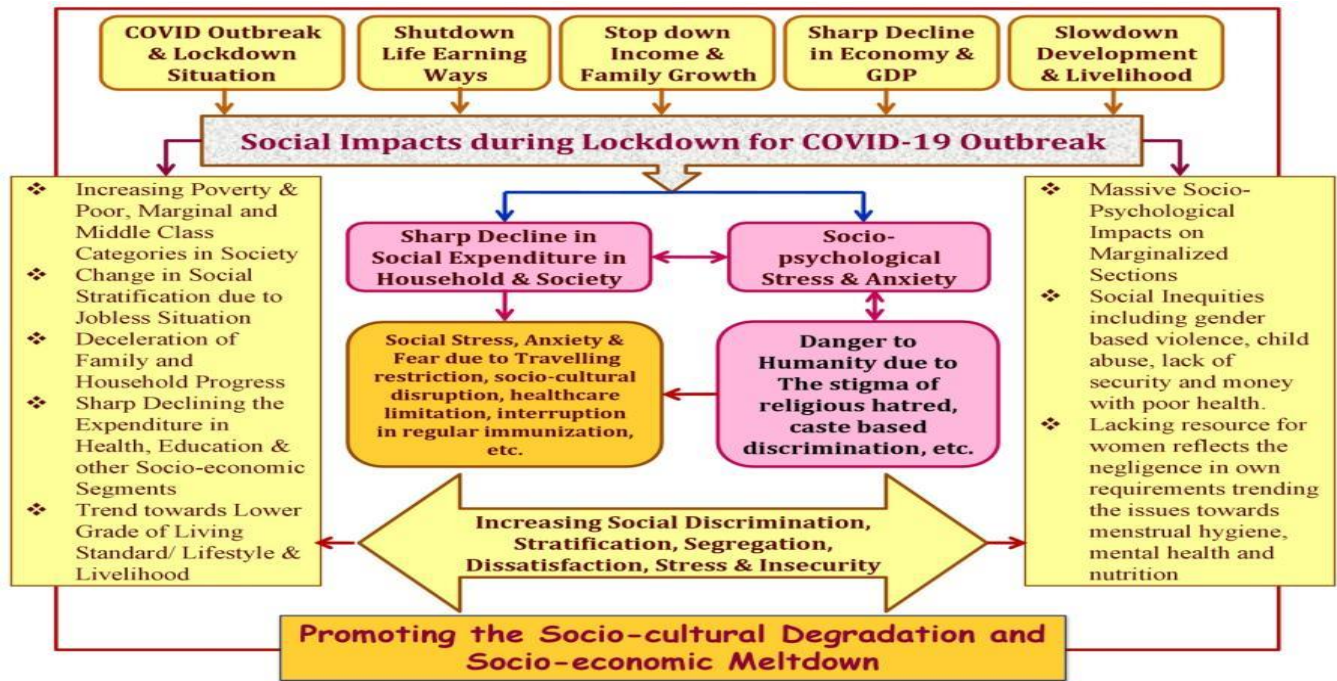 COVID Outbreak
& Lockdown
Situation
Shutdown
Life Earning
Ways
Stop down
Income &
Family Growth
Sharp Decline
in Economy &
GDP
Slowdown
Development
& Livelihood
Social Impacts during Lockdown for COVID-19 Outbreak
❖ Increasing Poverty &
Poor, Marginal and
Middle Class
Categories in Society
❖ Change in Social
Stratification due to
Jobless Situation
❖ Deceleration of
Family and
Household Progress
❖ Sharp Declining the
Expenditure in
Health, Education &
other Socio-economic
Segments
❖ Trend towards Lower
Grade of Living
Standard/ Lifestyle &
Livelihood
Sharp Decline in
Social Expenditure in
Household & Society
Socio-
psychological
Stress & Anxiety
Social Stress, Anxiety &
Fear due to Travelling
restriction, socio-cultural
disruption, healthcare
limitation, interruption
in regular immunization,
etc.
Danger to
Humanity due to
The stigma of
religious hatred,
caste based
discrimination, etc.
❖ Massive Socio-
Psychological
Impacts on
Marginalized
Sections
❖ Social Inequities
including gender
based violence, child
abuse, lack of
security and money
with poor health.
❖ Lacking resource for
women reflects the
negligence in own
requirements trending
the issues towards
menstrual hygiene,
mental health and
nutrition
Increasing Social Discrimination,
Stratification, Segregation,
Dissatisfaction, Stress & Insecurity
Promoting the Socio-cultural Degradation and
Socio-economic Meltdown